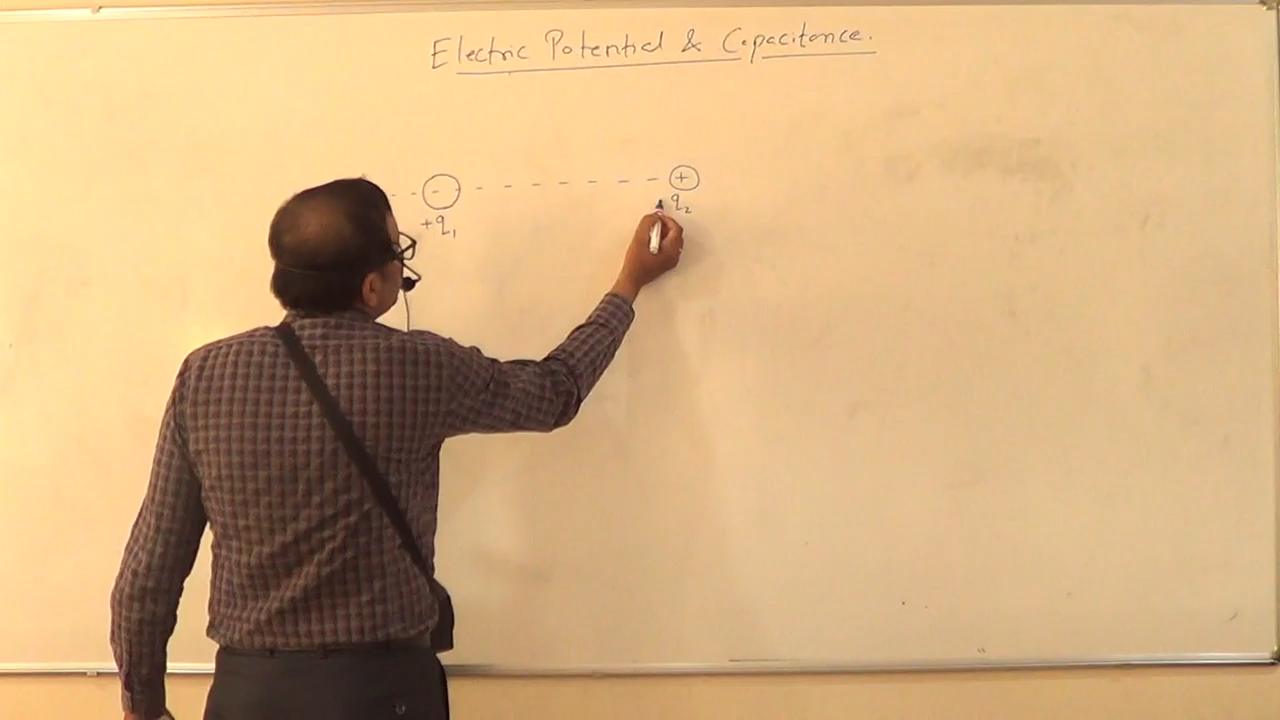 Electric Potential & Capacitance.
+
+q₁ q₂